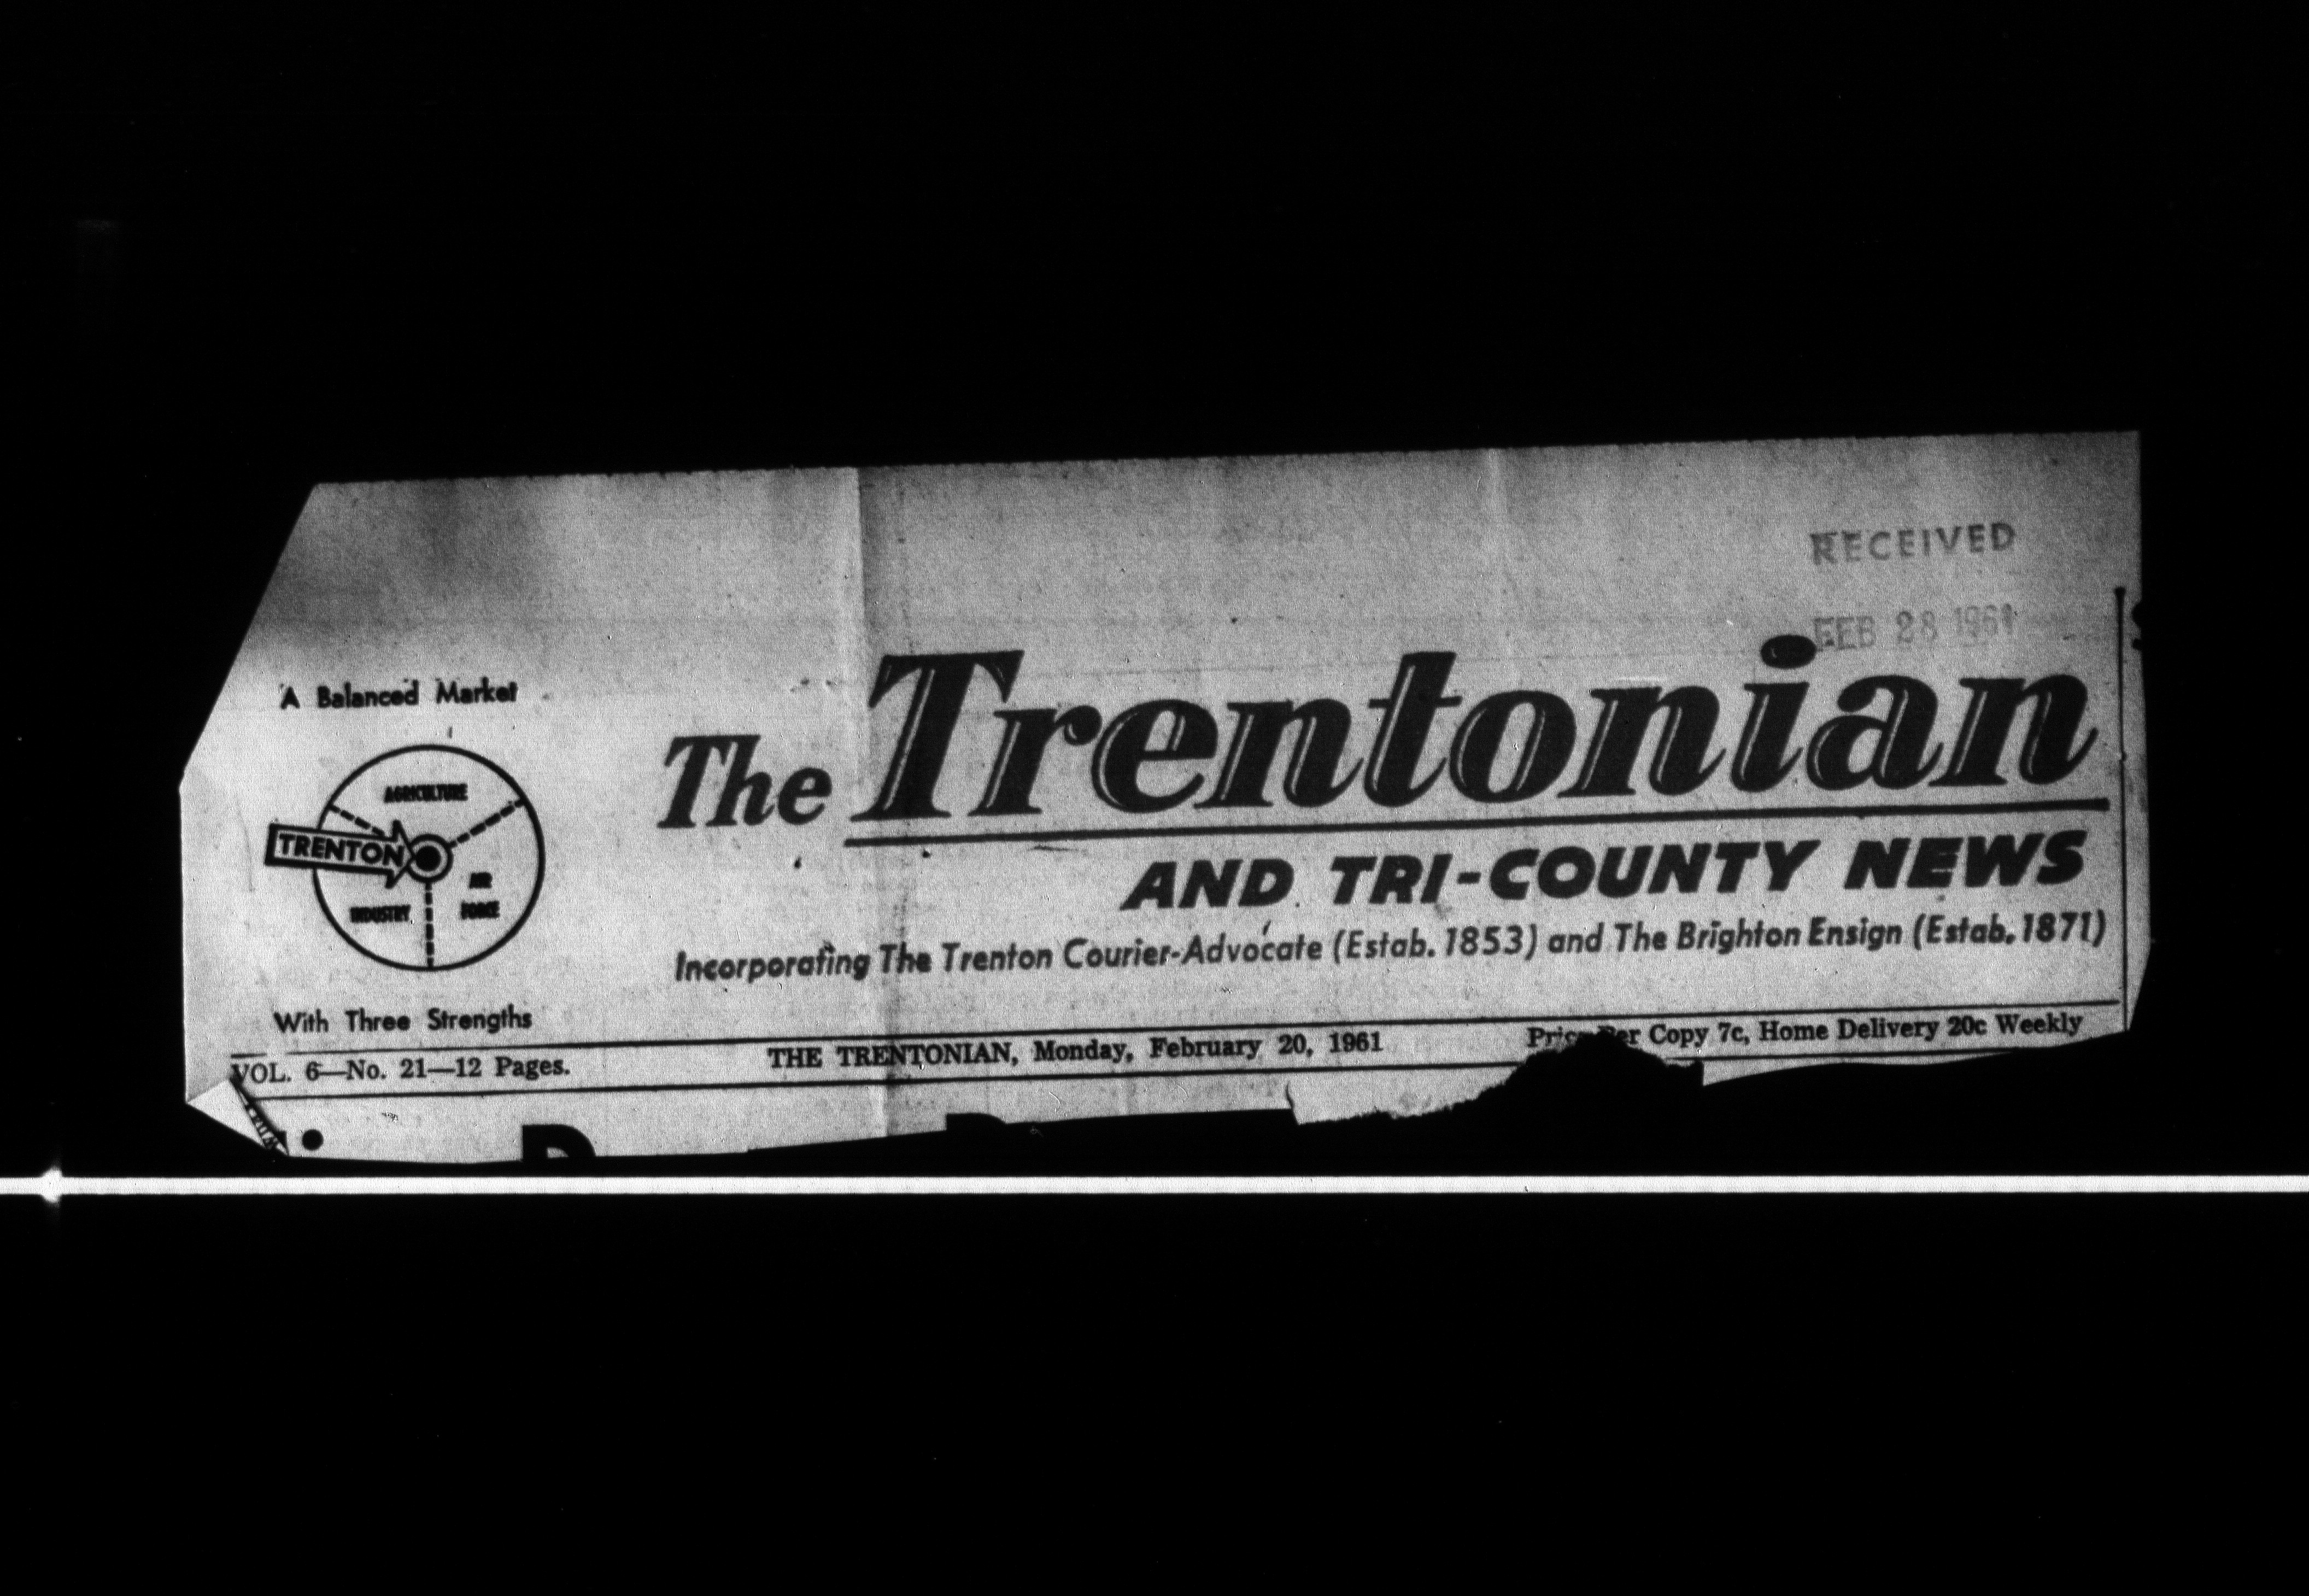 RECEIVED
FEB 28 1961
A Balanced Market
AGRICULTURE
TRENTON
AIR
INDUSTRY
FORCE
With Three Strengths
The Trentonian
AND TRI-COUNTY NEWS
Incorporating The Trenton Courier-Advocate (Estab. 1853) and The Brighton Ensign (Estab. 1871)
VOL. 6—No. 21—12 Pages.
THE TRENTONIAN, Monday, February 20, 1961
Price Per Copy 7c, Home Delivery 20c Weekly